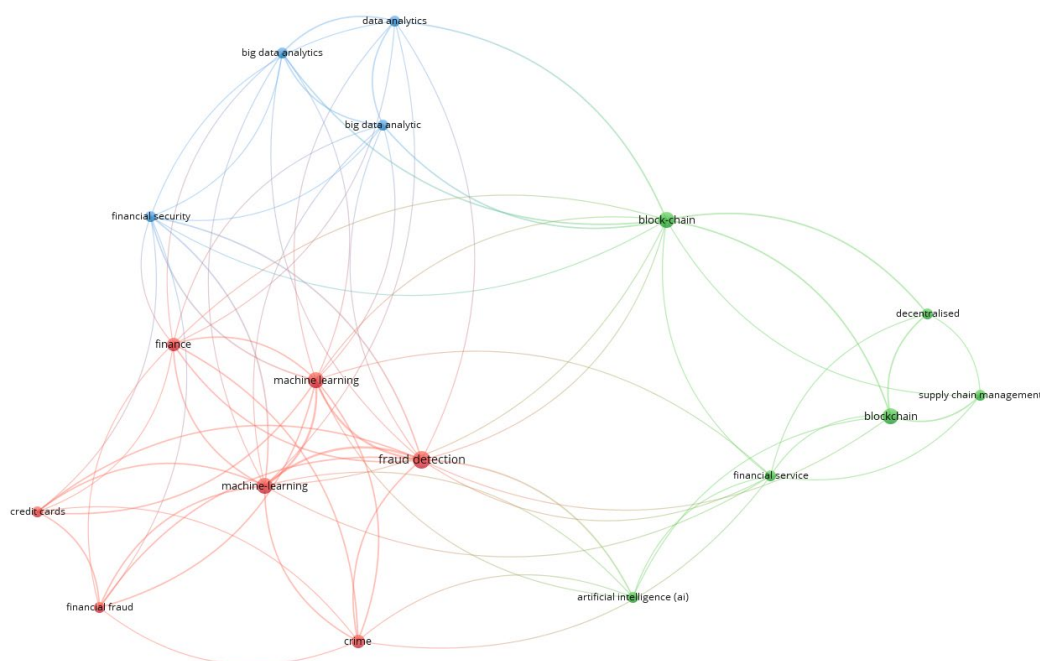 data analytics
big data analytics
big data analytic
financial security
block-chain
decentralised
finance
machine learning
supply chain management
blockchain
fraud detection
financial service
machine-learning
credit cards
artificial intelligence (ai)
financial fraud
crime